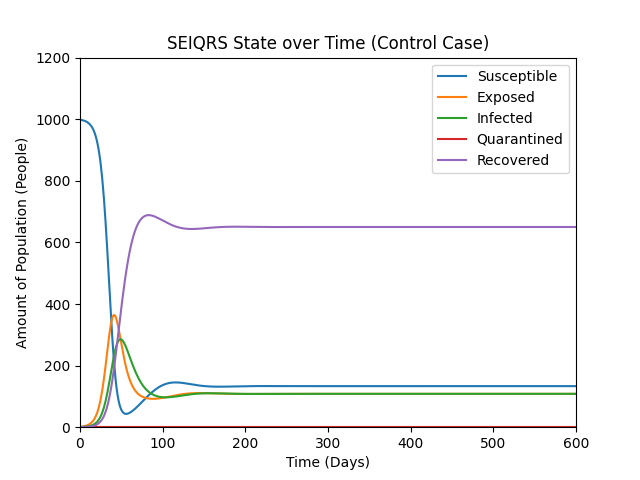 SEIQRS State over Time (Control Case)
Susceptible
Exposed
Infected
Quarantined
Recovered
Amount of Population (People)
1200
1000
800
600
400
200
0
0 100 200 300 400 500 600
Time (Days)